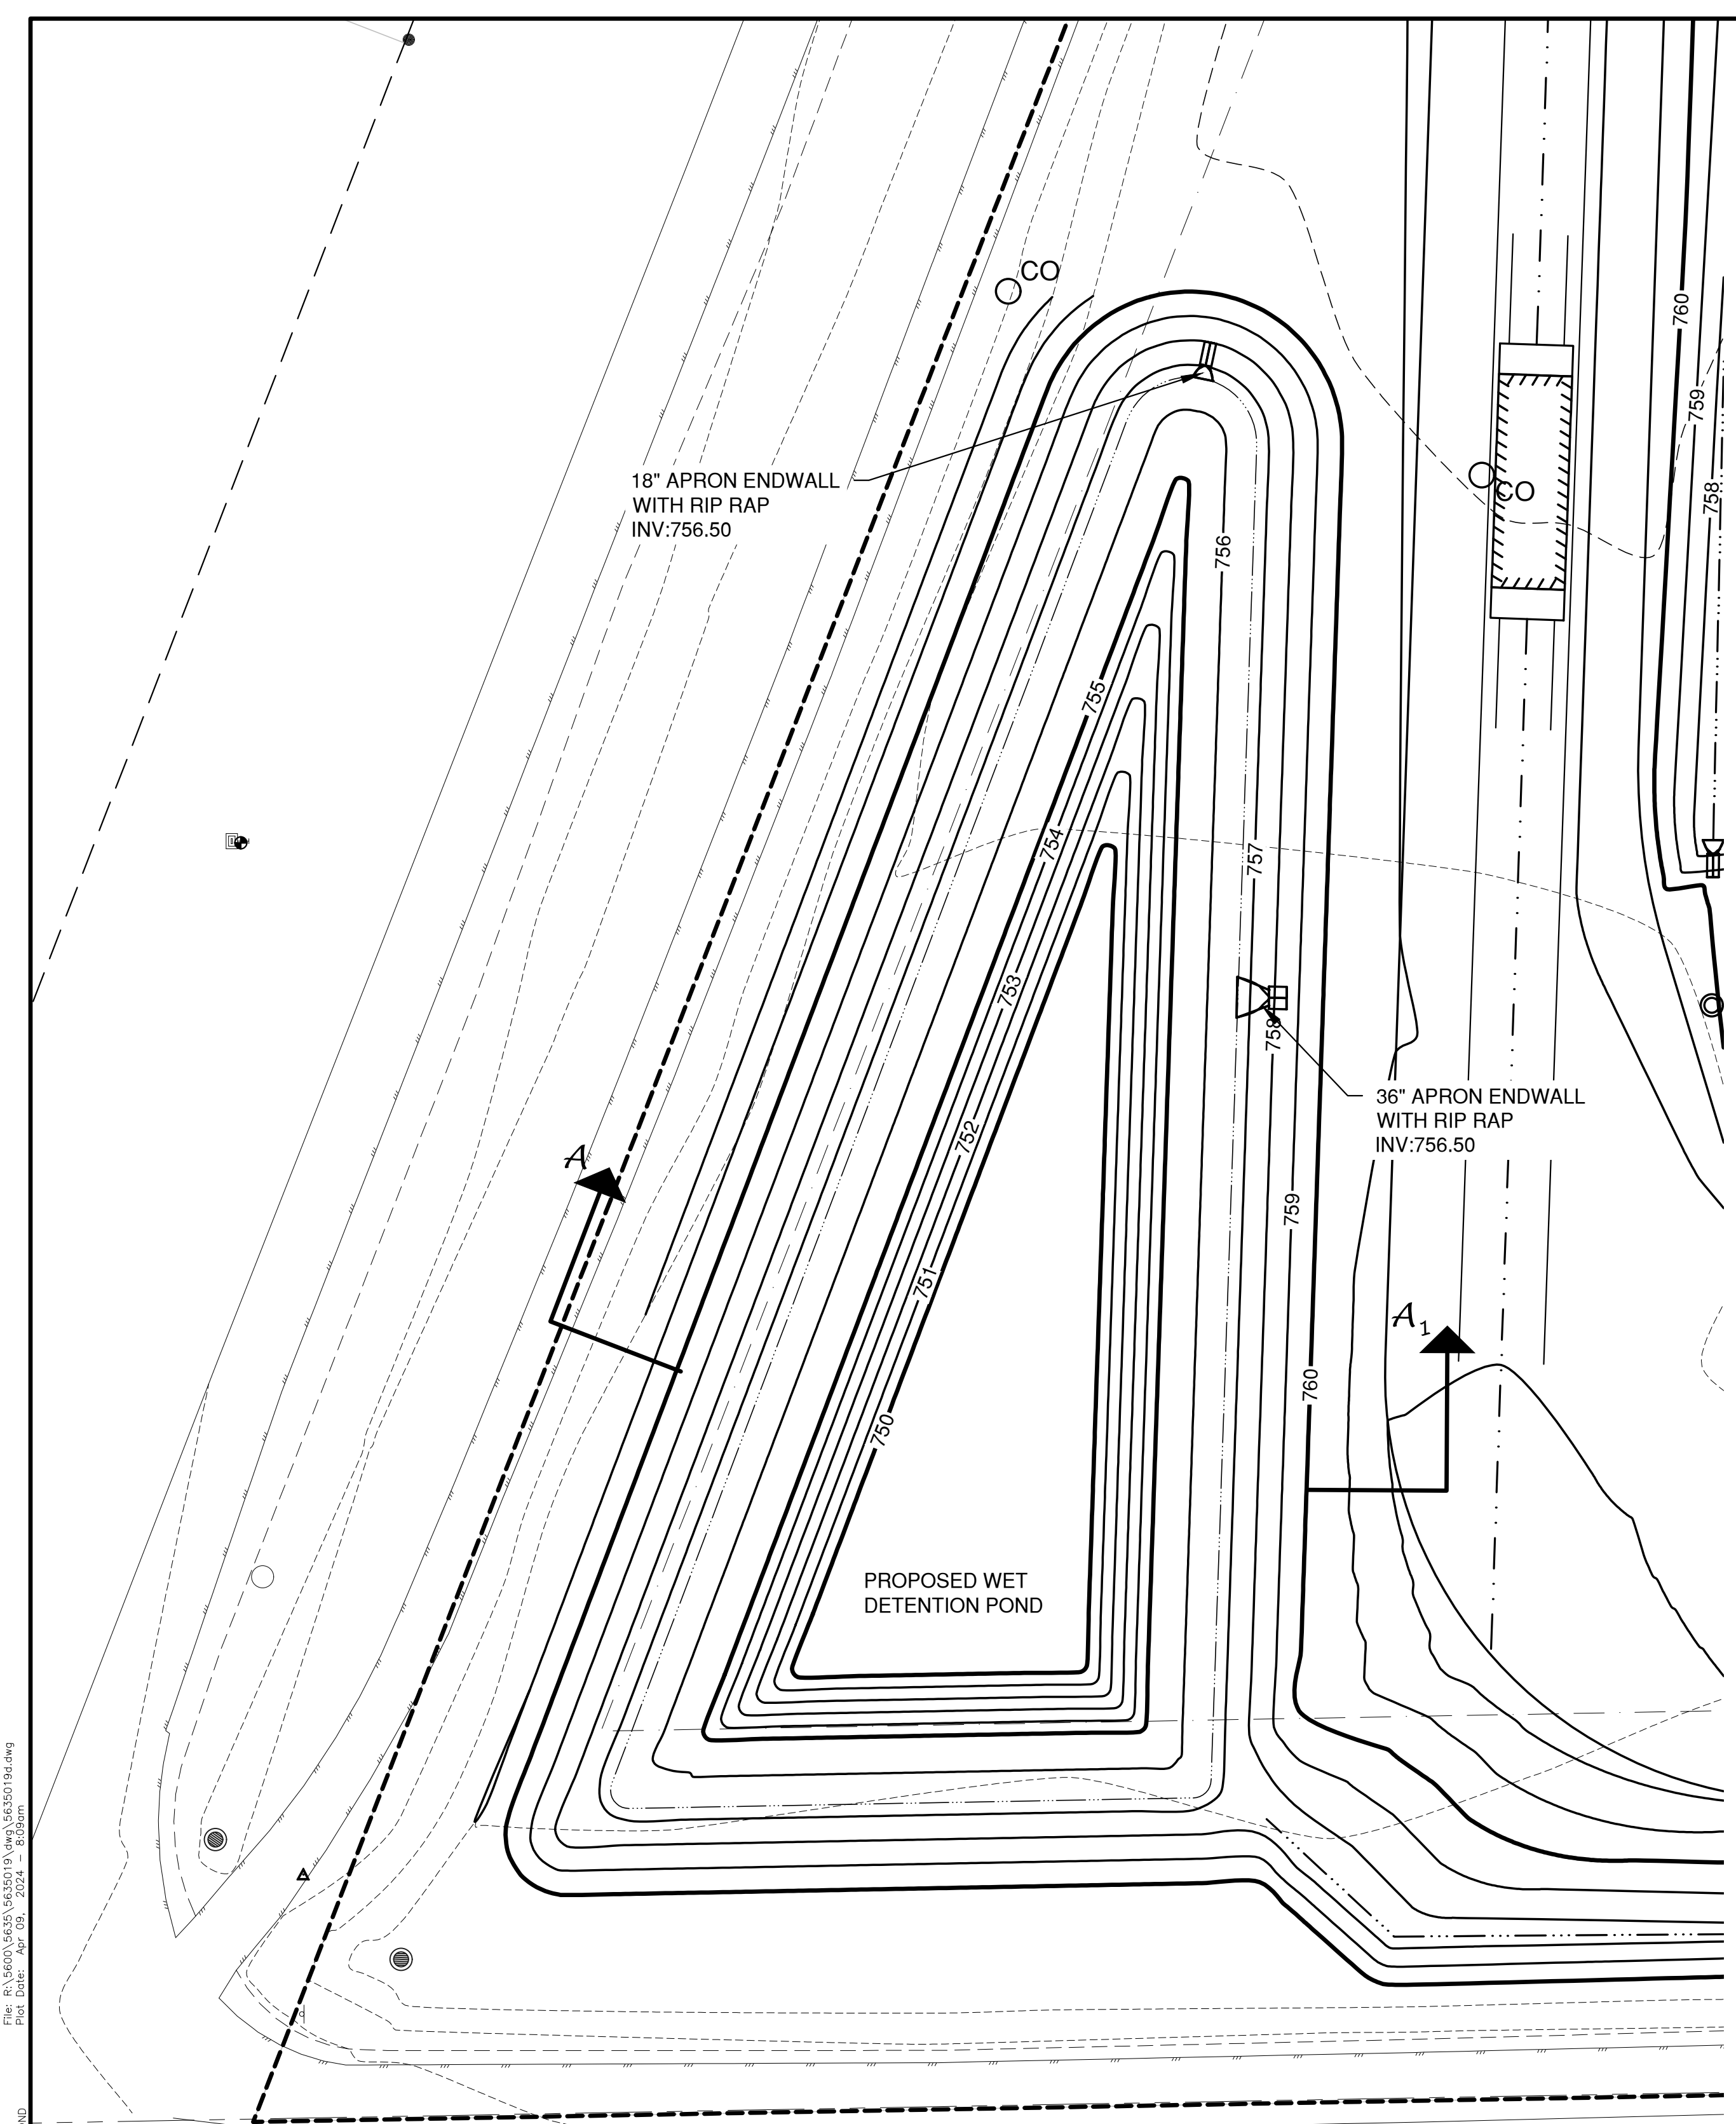 CO
760
759
18" APRON ENDWALL
WITH RIP RAP
INV:756.50
CO
758
756
755
754
757
753
758
36" APRON ENDWALL
WITH RIP RAP
INV:756.50
752
A
759
751
A1
760
750
PROPOSED WET
DETENTION POND
File: R:\5600\5635\5635019\dwg\5635019d.dwg
Plot Date: Apr 09, 2024 - 8:09am